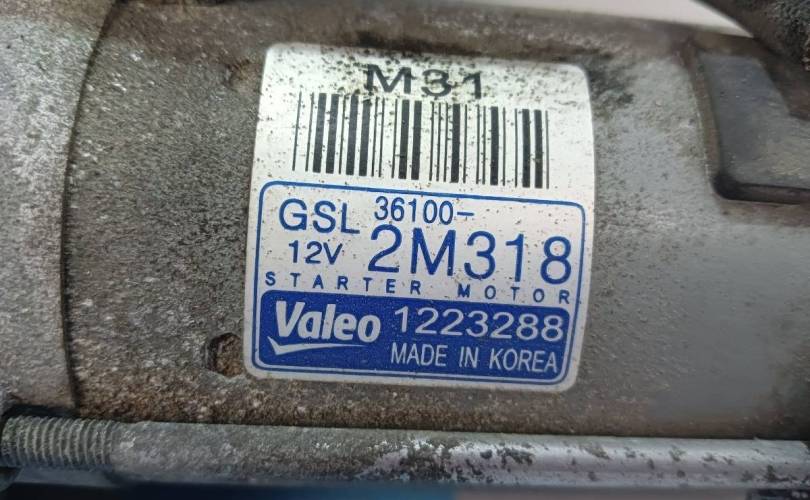 M31
GSL 36100-
12V 2M318
STARTER MOTOR
Valeo 1223288
MADE IN KOREA